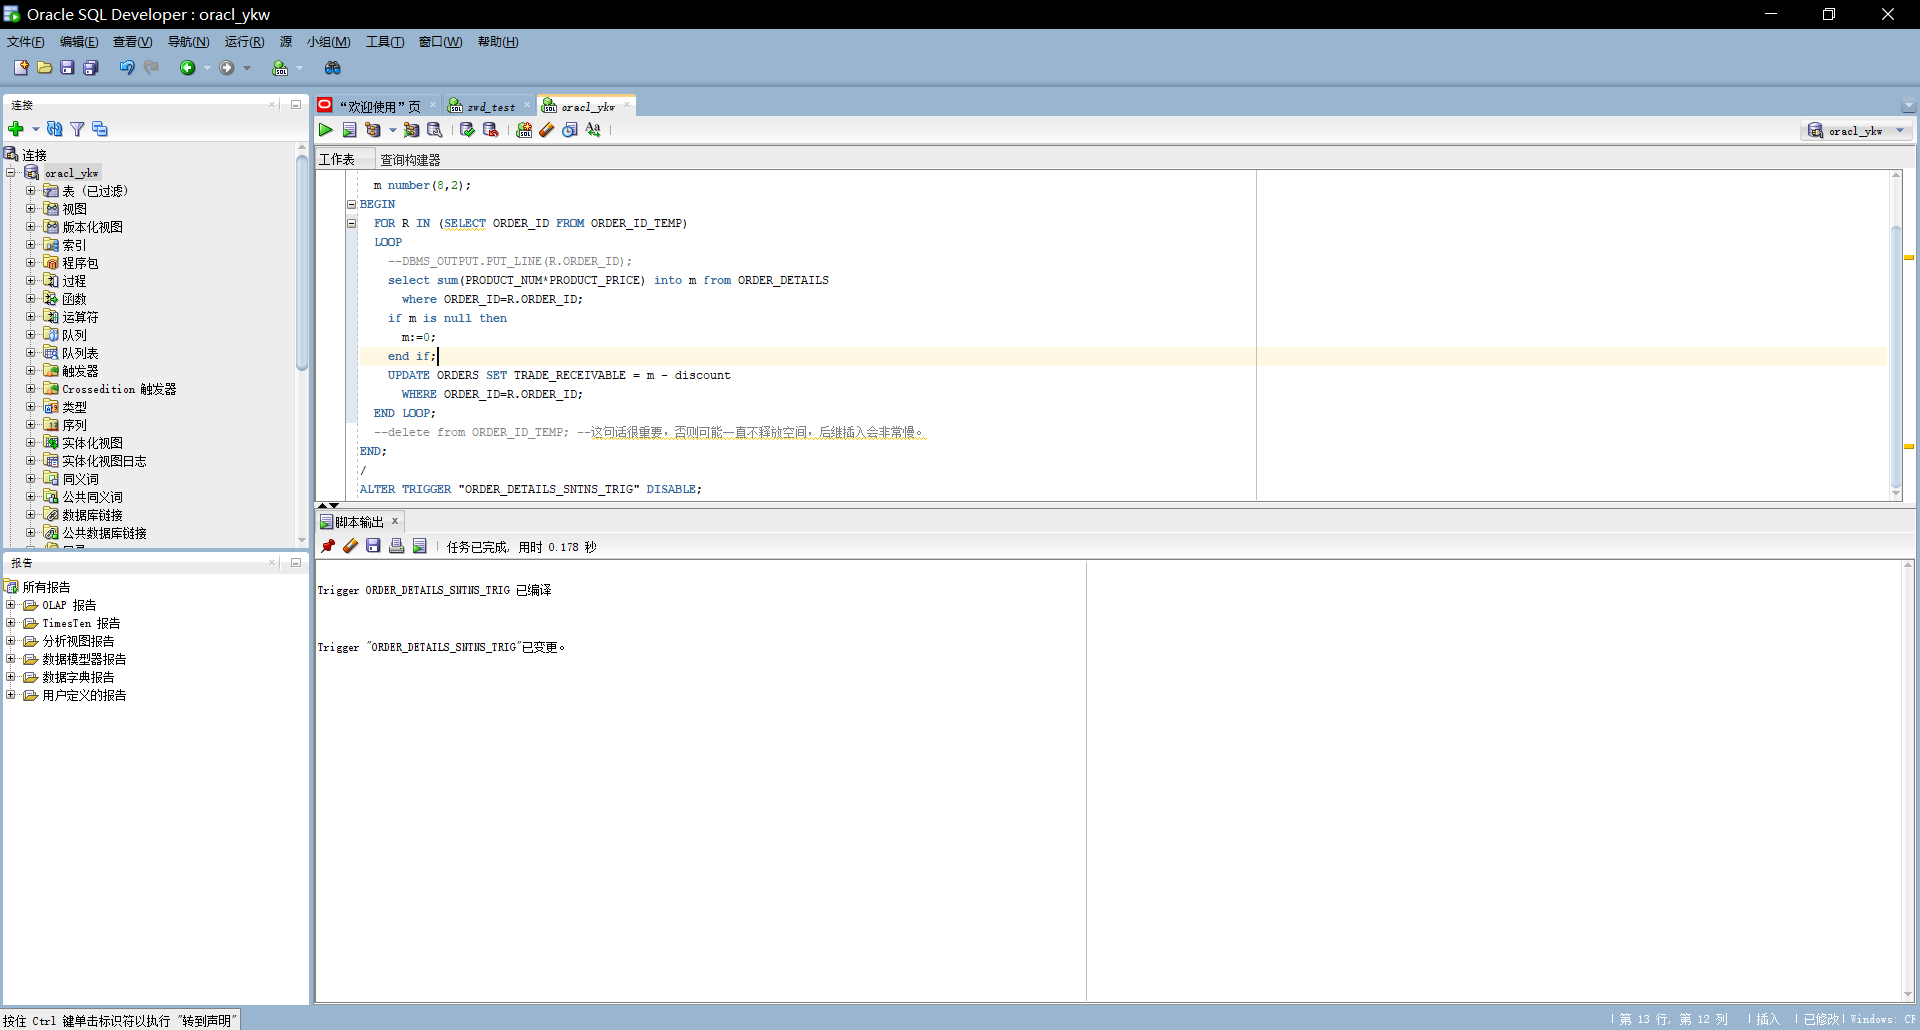 Oracle SQL Developer : oracl_ykw
文件(F) 编辑(E) 查看(V) 导航(N) 运行(R) 源 小组(M) 工具(T) 窗口(W) 帮助(H)
连接
连接
oracl_ykw
表 (已过滤)
视图
版本化视图
索引
程序包
过程
函数
运算符
队列
队列表
触发器
Crossedition 触发器
类型
序列
实体化视图
实体化视图日志
同义词
公共同义词
数据库链接
公共数据库链接
报告
所有报告
OLAP 报告
TimesTen 报告
分析视图报告
数据模型器报告
数据字典报告
用户定义的报告
“欢迎使用”页 zwd_test oracl_ykw
oracl_ykw
工作表 查询构建器
m number(8,2);
BEGIN
FOR R IN (SELECT ORDER_ID FROM ORDER_ID_TEMP)
LOOP
--DBMS_OUTPUT.PUT_LINE(R.ORDER_ID);
select sum(PRODUCT_NUM*PRODUCT_PRICE) into m from ORDER_DETAILS
where ORDER_ID=R.ORDER_ID;
if m is null then
m:=0;
end if;
UPDATE ORDERS SET TRADE_RECEIVABLE = m - discount
WHERE ORDER_ID=R.ORDER_ID;
END LOOP;
--delete from ORDER_ID_TEMP; --这句话很重要，否则可能一直不释放空间，后继插入会非常慢。
END;
/
ALTER TRIGGER "ORDER_DETAILS_SNTNS_TRIG" DISABLE;
脚本输出
任务已完成, 用时 0.178 秒
Trigger ORDER_DETAILS_SNTNS_TRIG 已编译
Trigger "ORDER_DETAILS_SNTNS_TRIG"已变更。
按住 Ctrl 键单击标识符以执行 "转到声明"
第 13 行, 第 12 列 插入 已修改 Windows: CF